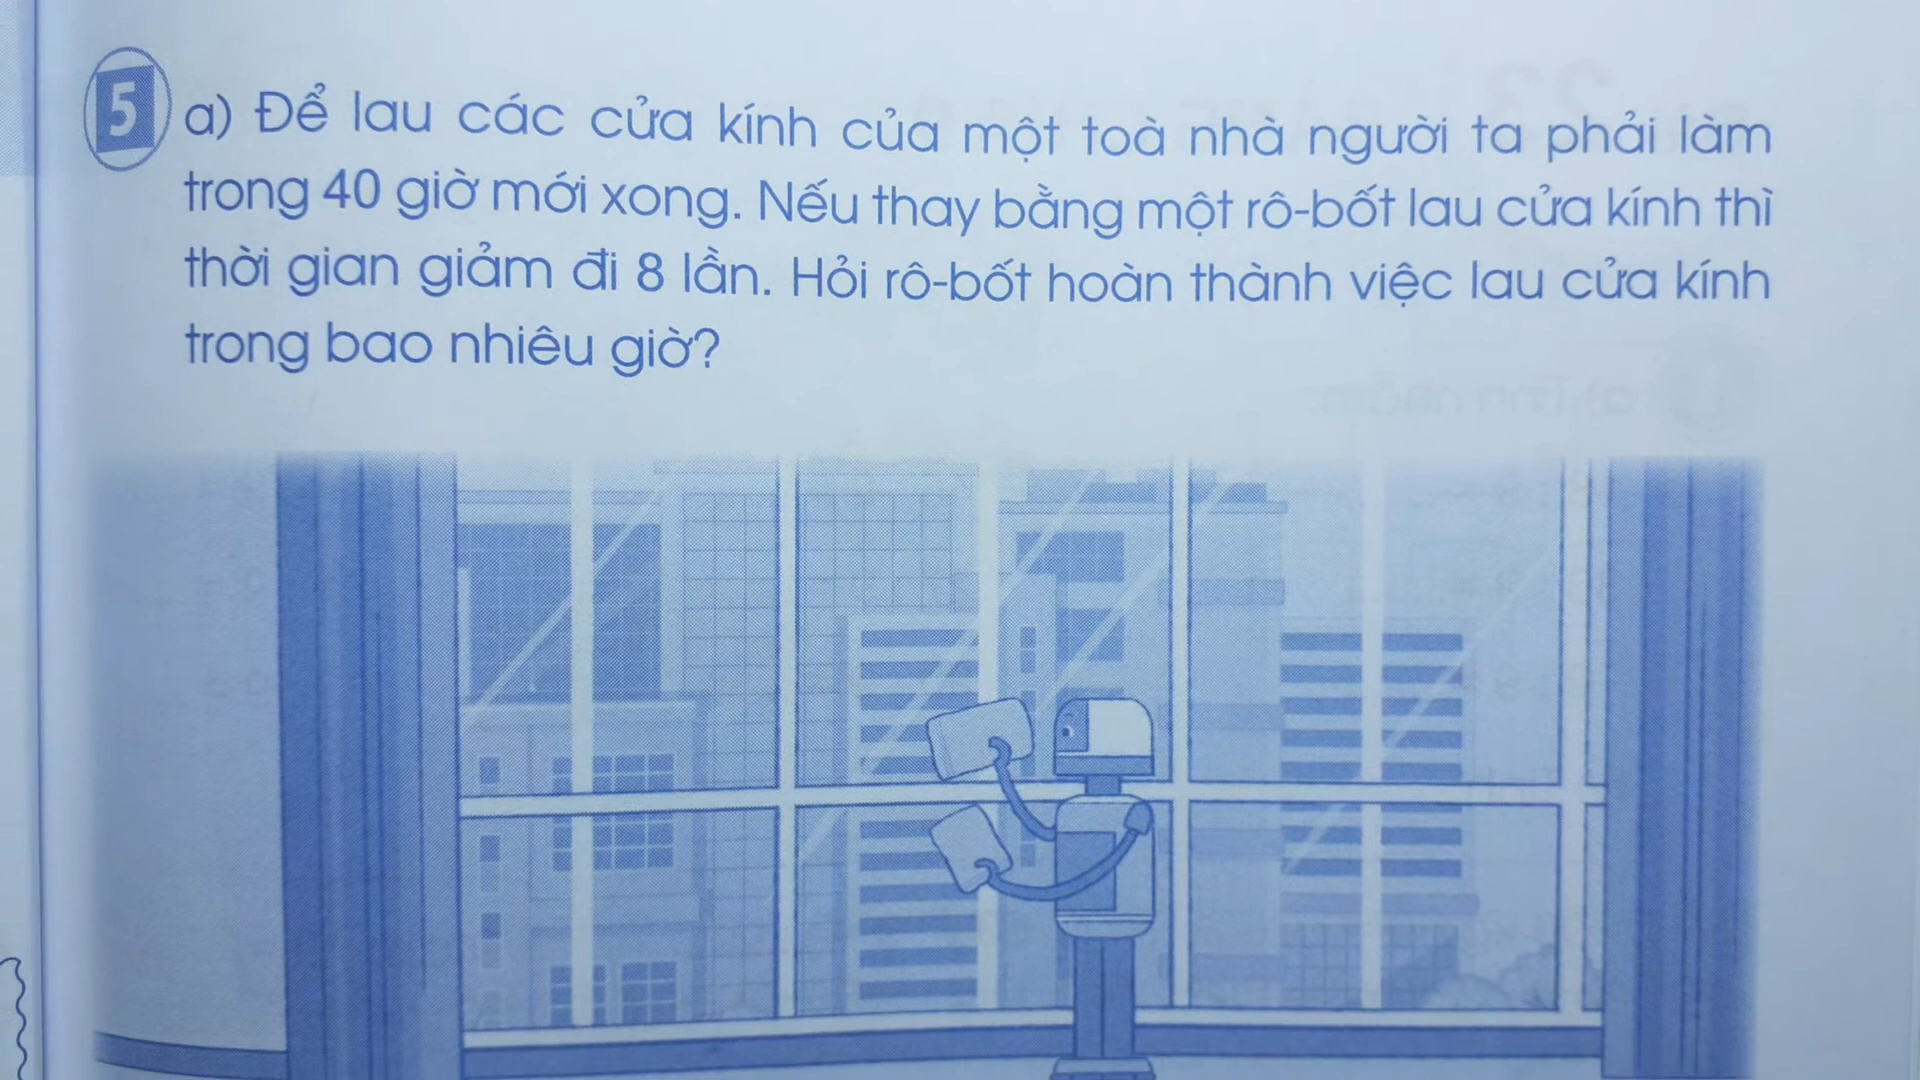 5 a) Để lau các cửa kính của một toà nhà người ta phải làm
trong 40 giờ mới xong. Nếu thay bằng một rô-bốt lau cửa kính thì
thời gian giảm đi 8 lần. Hỏi rô-bốt hoàn thành việc lau cửa kính
trong bao nhiêu giờ?